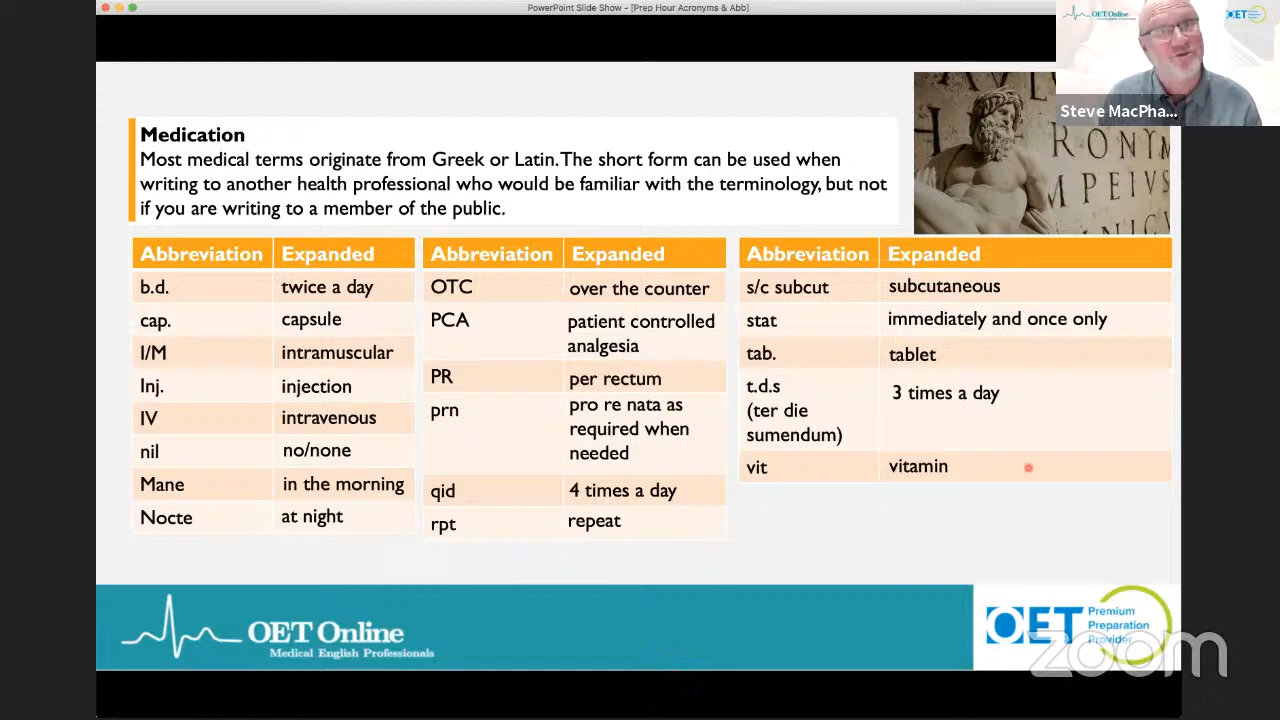 PowerPoint Slide Show - [Prep Hour Acronyms & Abb]
OET Online
OET
Steve MacPha...
Medication
Most medical terms originate from Greek or Latin.The short form can be used when
writing to another health professional who would be familiar with the terminology, but not
if you are writing to a member of the public.
RONIM
MPEIVS
NICV
Abbreviation Expanded
b.d. twice a day
cap. capsule
I/M intramuscular
Inj. injection
IV intravenous
nil no/none
Mane in the morning
Nocte at night
Abbreviation Expanded
OTC over the counter
PCA patient controlled
analgesia
PR per rectum
prn pro re nata as
required when
needed
qid 4 times a day
rpt repeat
Abbreviation Expanded
s/c subcut subcutaneous
stat immediately and once only
tab. tablet
t.d.s 3 times a day
(ter die
sumendum)
vit vitamin
OET Online
Medical English Professionals
OET Premium
Preparation
Provider
zoom